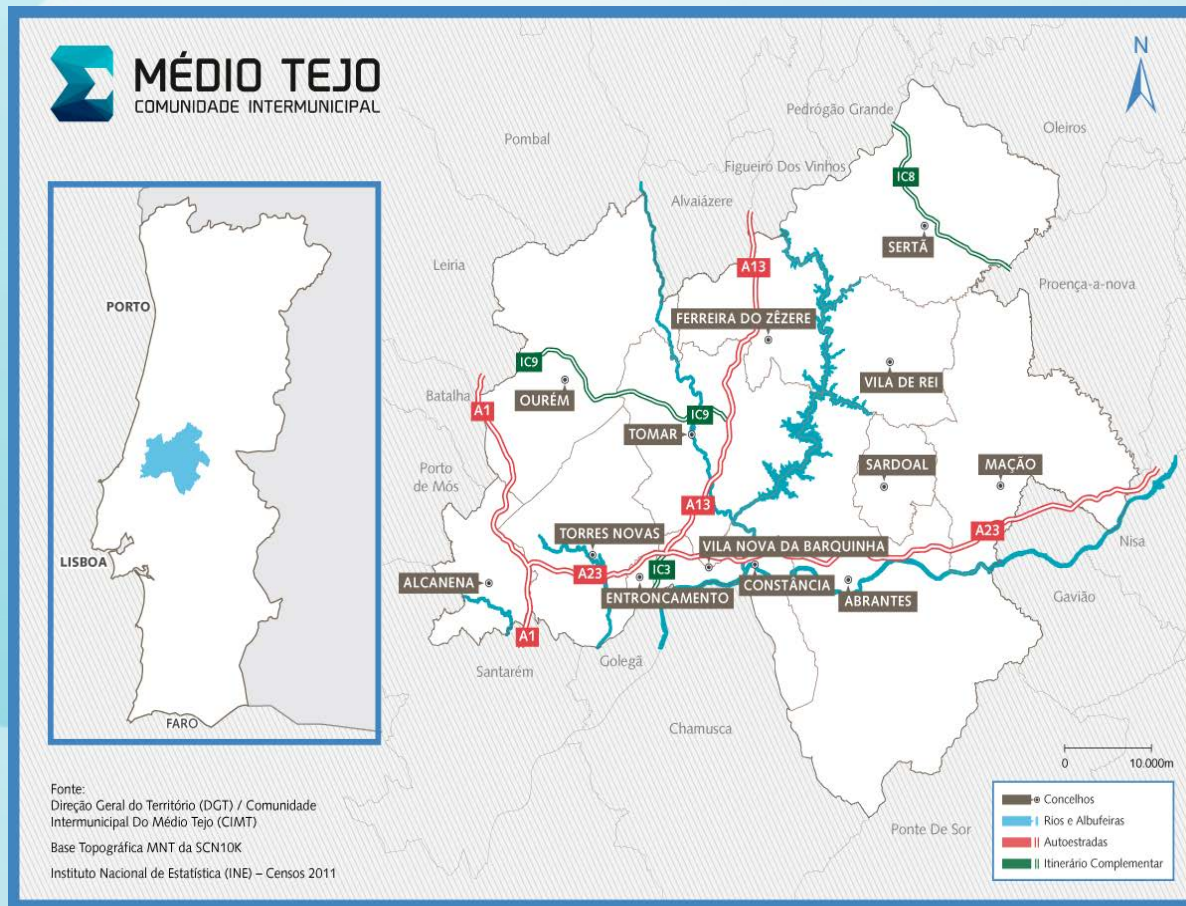 MÉDIO TEJO
COMUNIDADE INTERMUNICIPAL
N
Pedrógão Grande
Oleiros
Pombal
Figueiró Dos Vinhos
IC8
Alvaiázere
SERTÃ
Leiria
A13
Proença-a-nova
PORTO
FERREIRA DO ZÊZERE
IC9
VILA DE REI
OURÉM
Batalha
A1
IC9
TOMAR
Porto
de Mós
SARDOAL
MAÇÃO
A13
A23
TORRES NOVAS
VILA NOVA DA BARQUINHA
Nisa
LISBOA
A23
IC3
ALCANENA
CONSTÂNCIA
ENTRONCAMENTO
ABRANTES
Gavião
A1
Golegã
Santarém
FARO
Chamusca
0
10.000m
Fonte:
Direção Geral do Território (DGT) / Comunidade
Intermunicipal Do Médio Tejo (CIMT)
Base Topográfica MNT da SCN10K
Instituto Nacional de Estatística (INE) – Censos 2011
Ponte De Sor
Concelhos
Rios e Albufeiras
Autoestradas
Itinerário Complementar